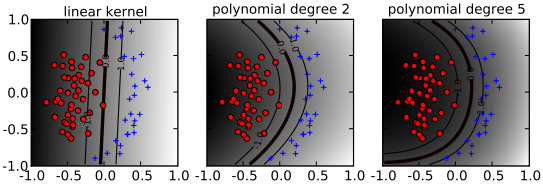 linear kernel
polynomial degree 2
polynomial degree 5
1.0
0.5
0.0
-0.5
-1.0
-1.0 -0.5 0.0 0.5 1.0
-1.0 -0.5 0.0 0.5 1.0
-1.0 -0.5 0.0 0.5 1.0